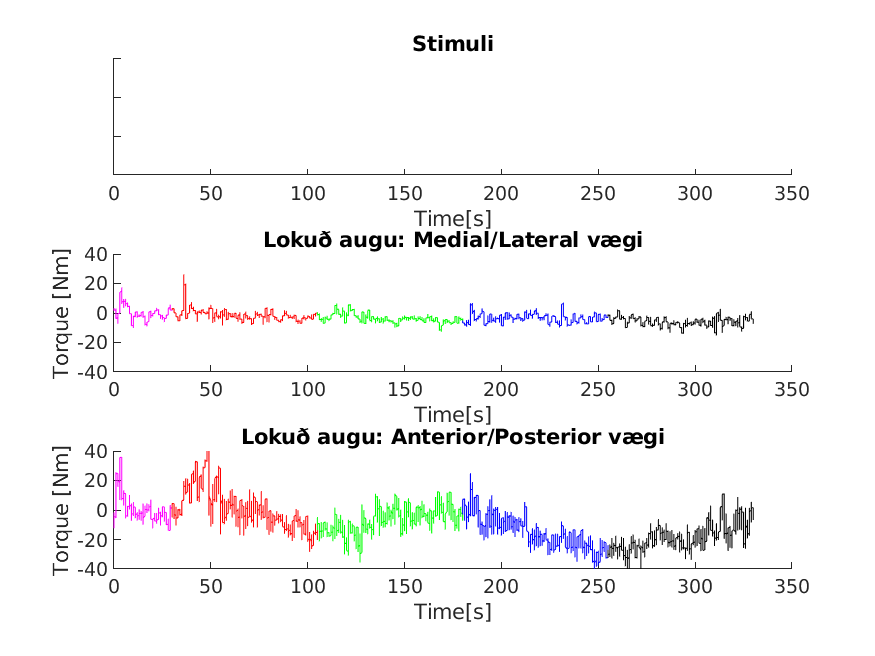 Stimuli
0 50 100 150 200 250 300 350
Time[s]
Lokuð augu: Medial/Lateral vægi
Torque [Nm]
40
20
0
-20
-40
0 50 100 150 200 250 300 350
Time[s]
Lokuð augu: Anterior/Posterior vægi
Torque [Nm]
40
20
0
-20
-40
0 50 100 150 200 250 300 350
Time[s]